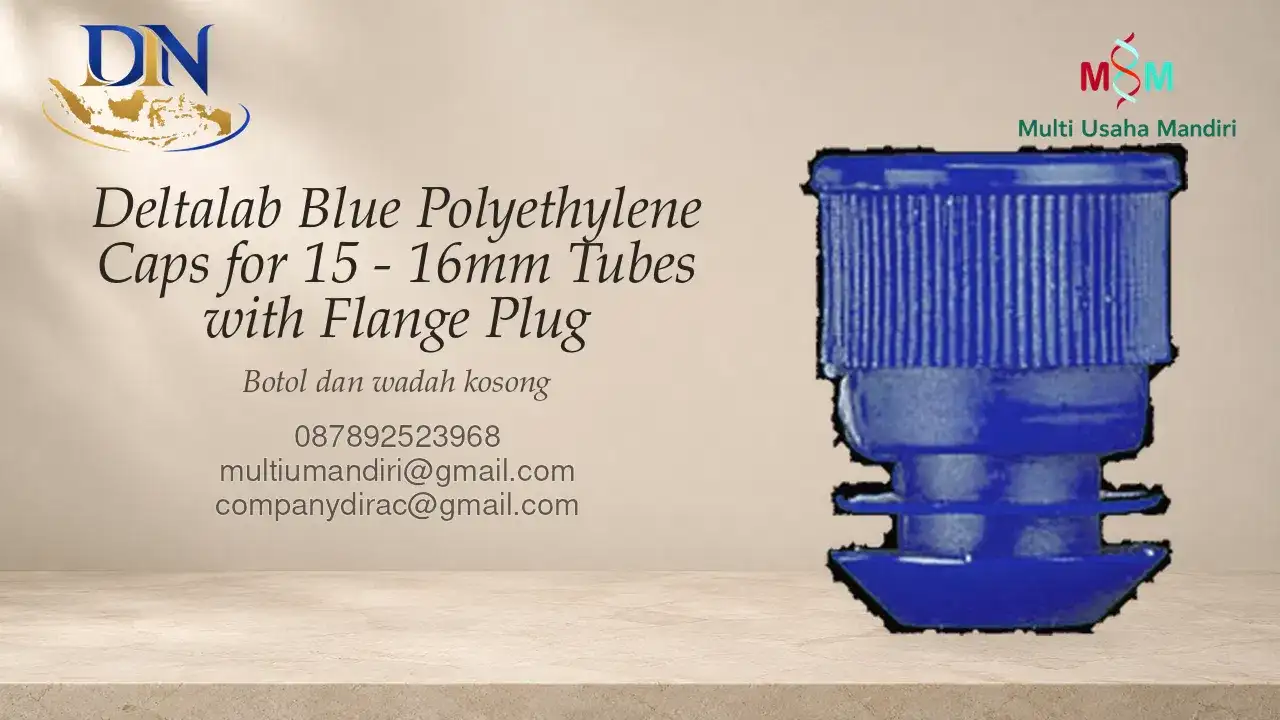 DN
M M
Multi Usaha Mandiri
Deltalab Blue Polyethylene
Caps for 15 - 16mm Tubes
with Flange Plug
Botol dan wadah kosong
087892523968
multiumandiri@gmail.com
companydirac@gmail.com